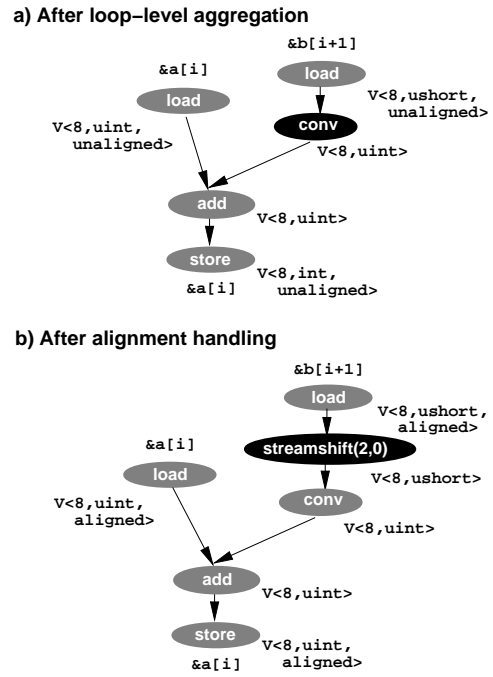 a) After loop-level aggregation
&b[i+1]
load
&a[i]
load
V<8,ushort,
unaligned>
conv
V<8,uint,
unaligned>
V<8,uint>
add
V<8,uint>
store
V<8,int,
unaligned>
&a[i]
b) After alignment handling
&b[i+1]
load
V<8,ushort,
aligned>
streamshift(2,0)
&a[i]
load
V<8,ushort>
V<8,uint,
aligned>
conv
V<8,uint>
add
V<8,uint>
store
V<8,uint,
aligned>
&a[i]